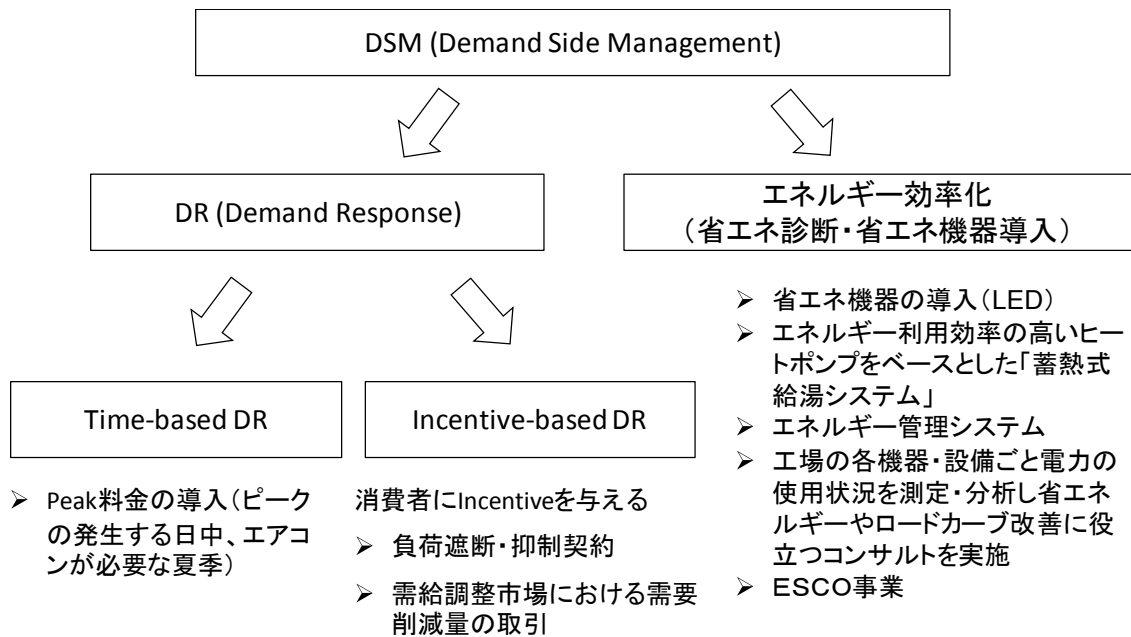 DSM (Demand Side Management)
DR (Demand Response)
エネルギー効率化
（省エネ診断・省エネ機器導入）
Time-based DR
➢ Peak料金の導入（ピーク
の発生する日中、エアコ
ンが必要な夏季）
Incentive-based DR
消費者にIncentiveを与える
➢ 負荷遮断・抑制契約
➢ 需給調整市場における需要
削減量の取引
➢ 省エネ機器の導入（LED）
➢ エネルギー利用効率の高いヒー
トポンプをベースとした「蓄熱式
給湯システム」
➢ エネルギー管理システム
➢ 工場の各機器・設備ごと電力の
使用状況を測定・分析し省エネ
ルギーやロードカーブ改善に役
立つコンサルトを実施
➢ ＥＳＣＯ事業